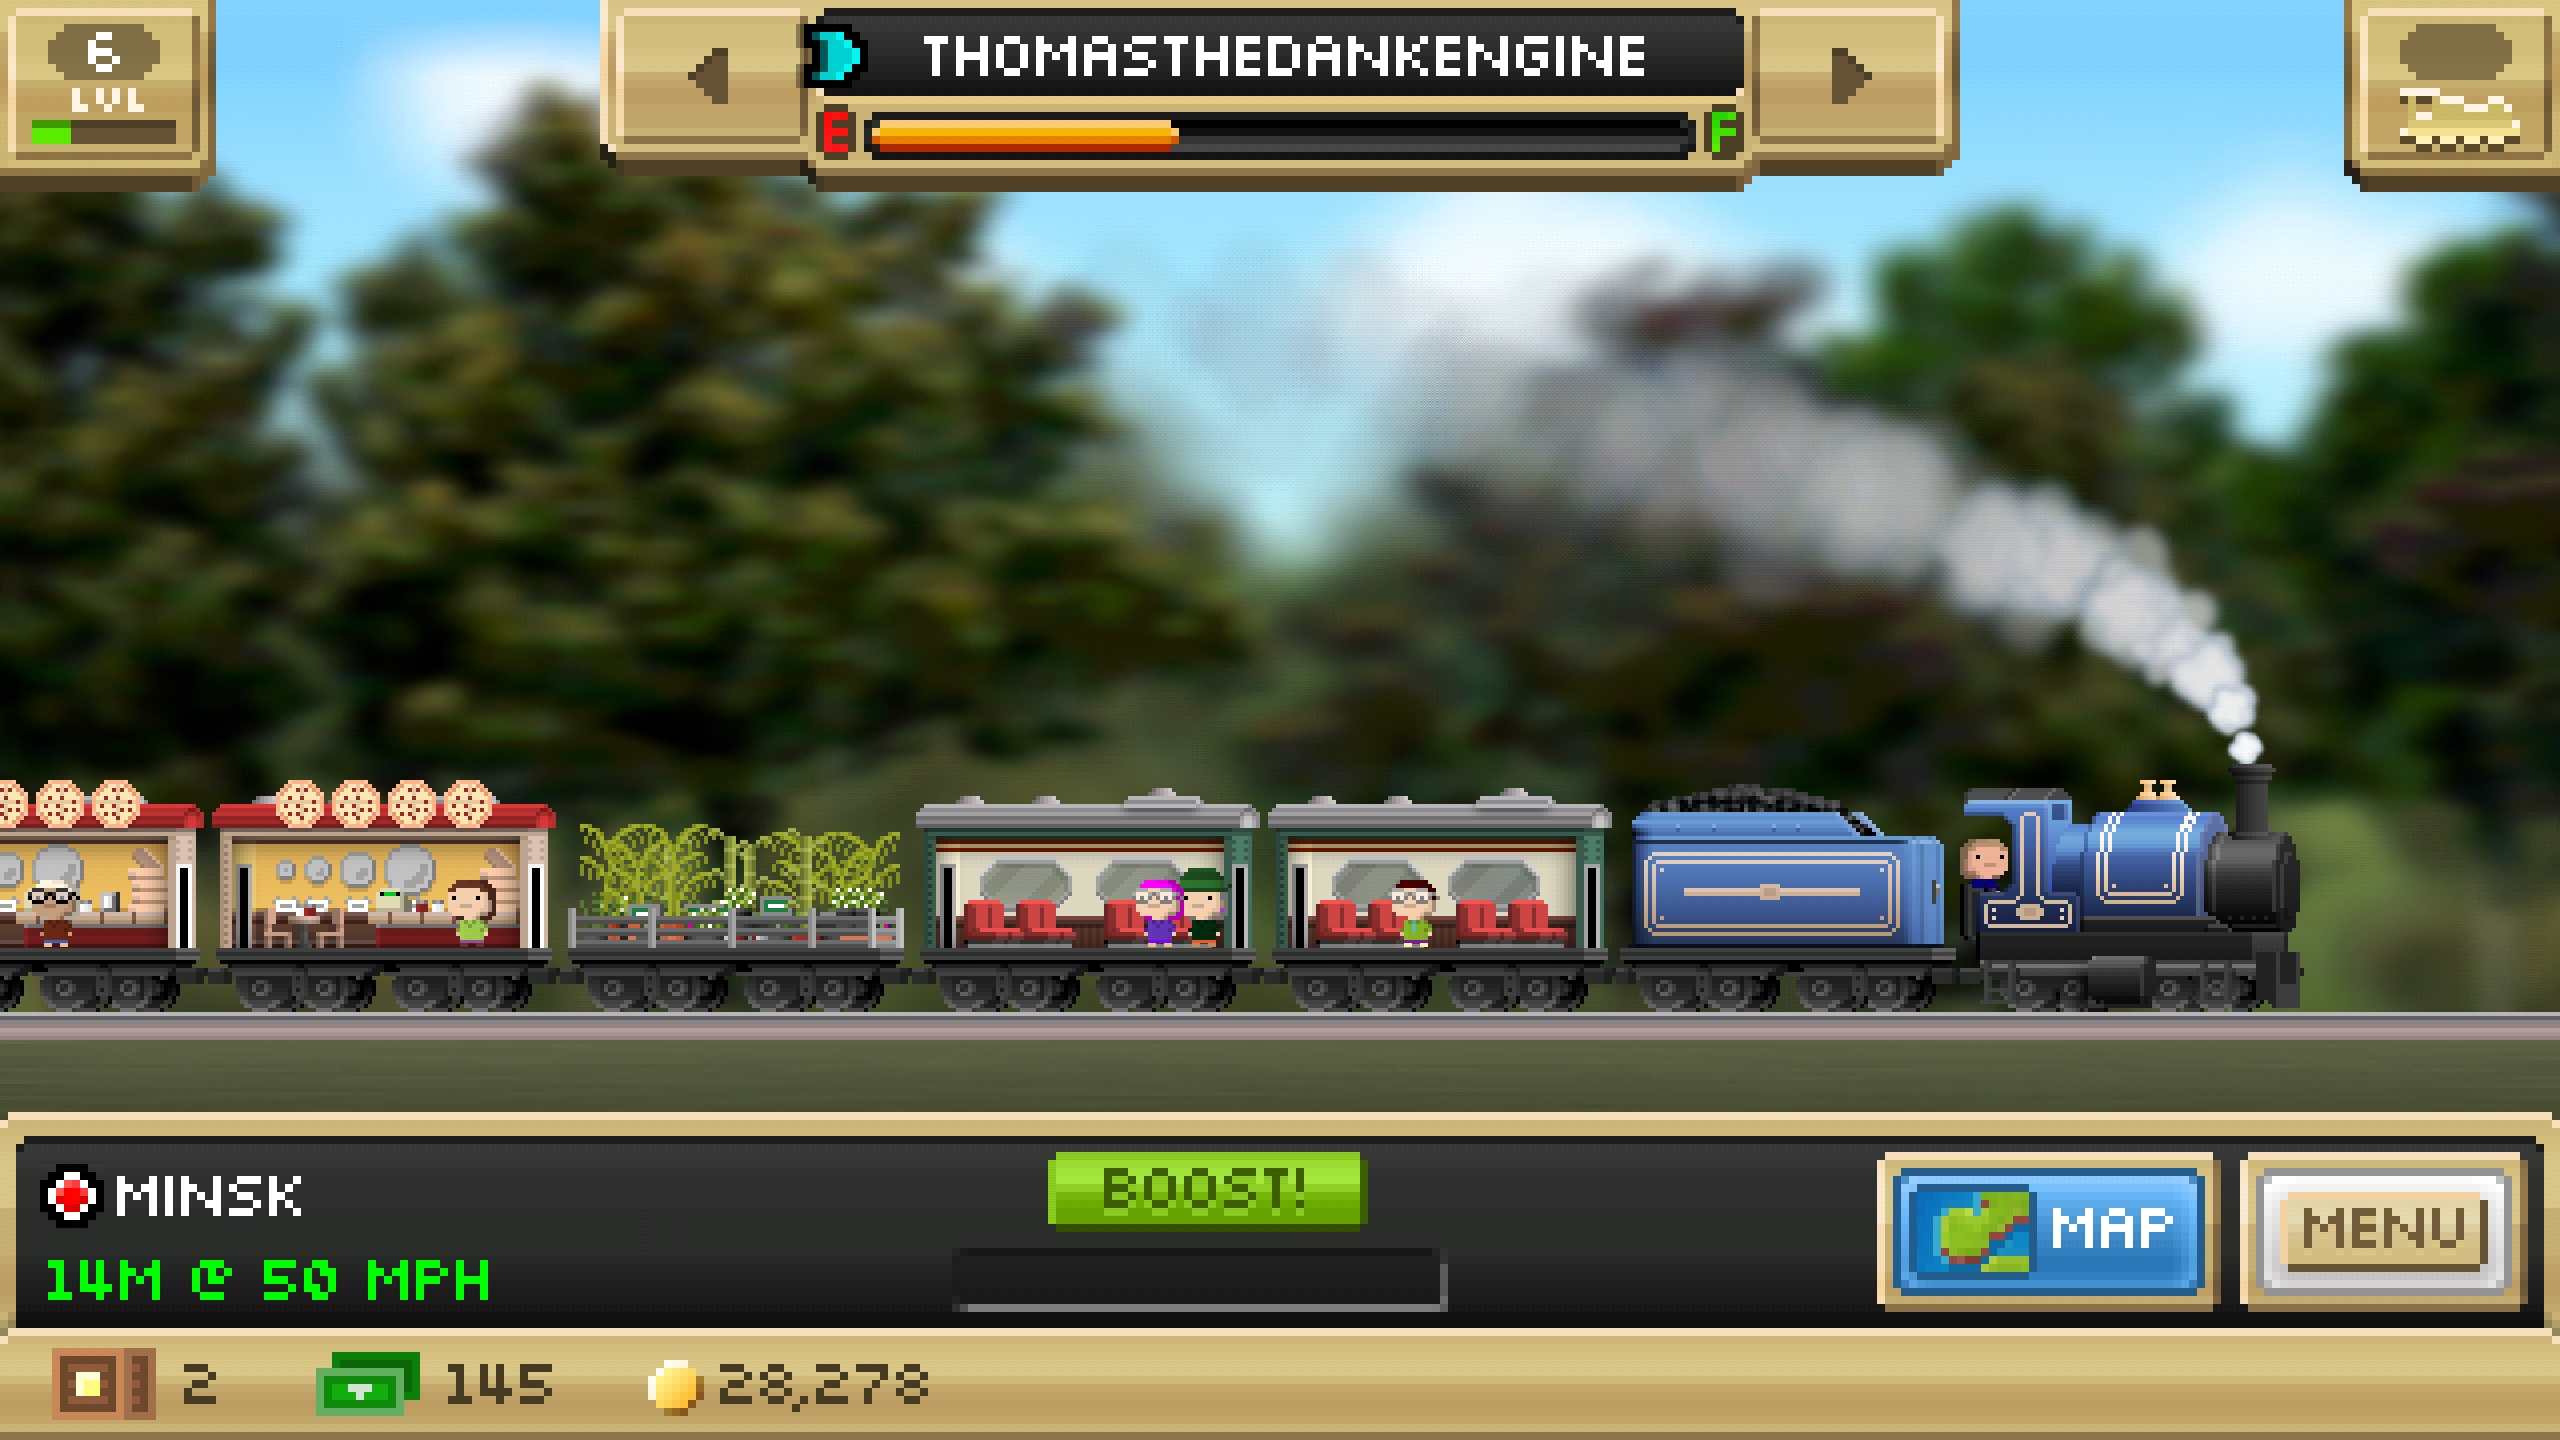 6
LVL
THOMASTHEDANKENGINE
E F
MINSK
14M @ 50 MPH
BOOST!
MAP
MENU
2 145 28,278